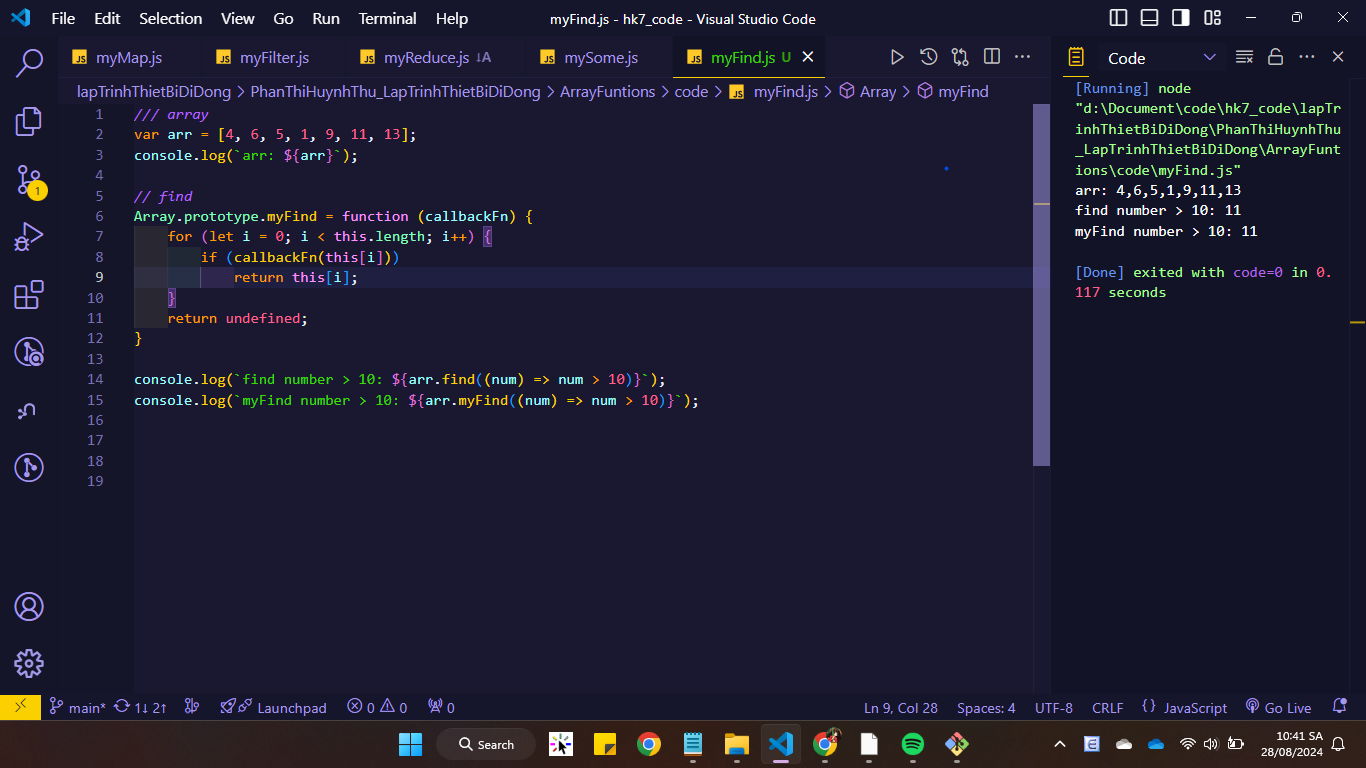 File Edit Selection View Go Run Terminal Help myFind.js - hk7_code - Visual Studio Code
myMap.js myFilter.js myReduce.js ↓A mySome.js myFind.js U
Code
lapTrinhThietBiDiDong > PhanThiHuynhThu_LapTrinhThietBiDiDong > ArrayFuntions > code > JS myFind.js > Array > myFind
1 /// array
2 var arr = [4, 6, 5, 1, 9, 11, 13];
3 console.log(`arr: ${arr}`);
4
5 // find
6 Array.prototype.myFind = function (callbackFn) {
7 for (let i = 0; i < this.length; i++) {
8 if (callbackFn(this[i]))
9 return this[i];
10 }
11 return undefined;
12 }
13
14 console.log(`find number > 10: ${arr.find((num) => num > 10)}`);
15 console.log(`myFind number > 10: ${arr.myFind((num) => num > 10)}`);
16
17
18
19
[Running] node
"d:\Document\code\hk7_code\lapTr
inhThietBiDiDong\PhanThiHuynhThu
_LapTrinhThietBiDiDong\ArrayFunt
ions\code\myFind.js"
arr: 4,6,5,1,9,11,13
find number > 10: 11
myFind number > 10: 11
[Done] exited with code=0 in 0.
117 seconds
1
main* 1↓ 2↑ Launchpad 0 0 0 Ln 9, Col 28 Spaces: 4 UTF-8 CRLF {} JavaScript Go Live
Search
10:41 SA
28/08/2024